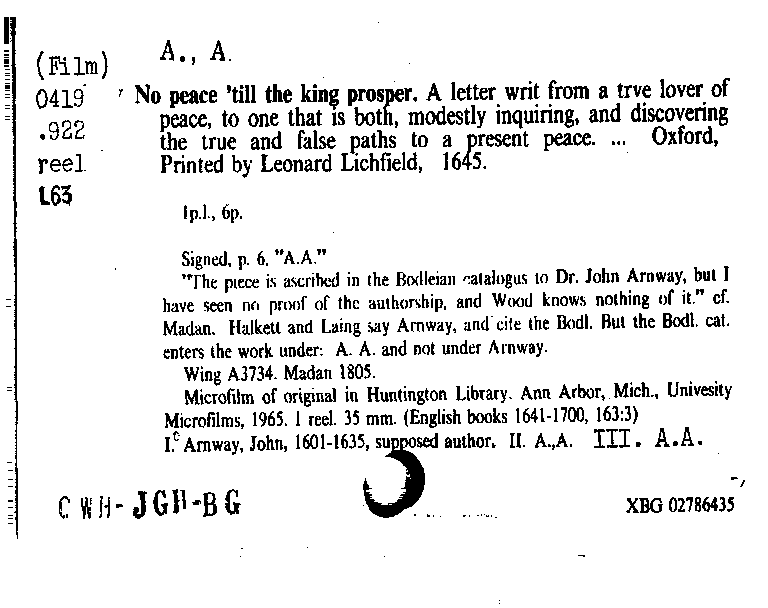 A., A.
(Film)
0419
.922
reel
L63
No peace 'till the king prosper. A letter writ from a trve lover of
peace, to one that is both, modestly inquiring, and discovering
the true and false paths to a present peace. ... Oxford,
Printed by Leonard Lichfield, 1645.
1p.l., 6p.
Signed, p. 6. "A.A."
"The piece is ascribed in the Bodleian catalogus to Dr. John Arnway, but I
have seen no proof of the authorship, and Wood knows nothing of it." cf.
Madan. Halkett and Laing say Arnway, and cite the Bodl. But the Bodl. cat.
enters the work under: A. A. and not under Arnway.
Wing A3734. Madan 1805.
Microfilm of original in Huntington Library. Ann Arbor, Mich., Univesity
Microfilms, 1965. 1 reel. 35 mm. (English books 1641-1700, 163:3)
I. Arnway, John, 1601-1635, supposed author. II. A.,A. III. A.A.
CWH-JGH-BG
XBG 02786435